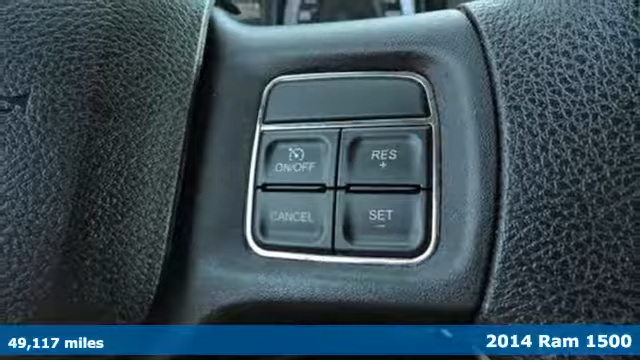 ON/OFF
RES
+
CANCEL
SET
−
49,117 miles
2014 Ram 1500